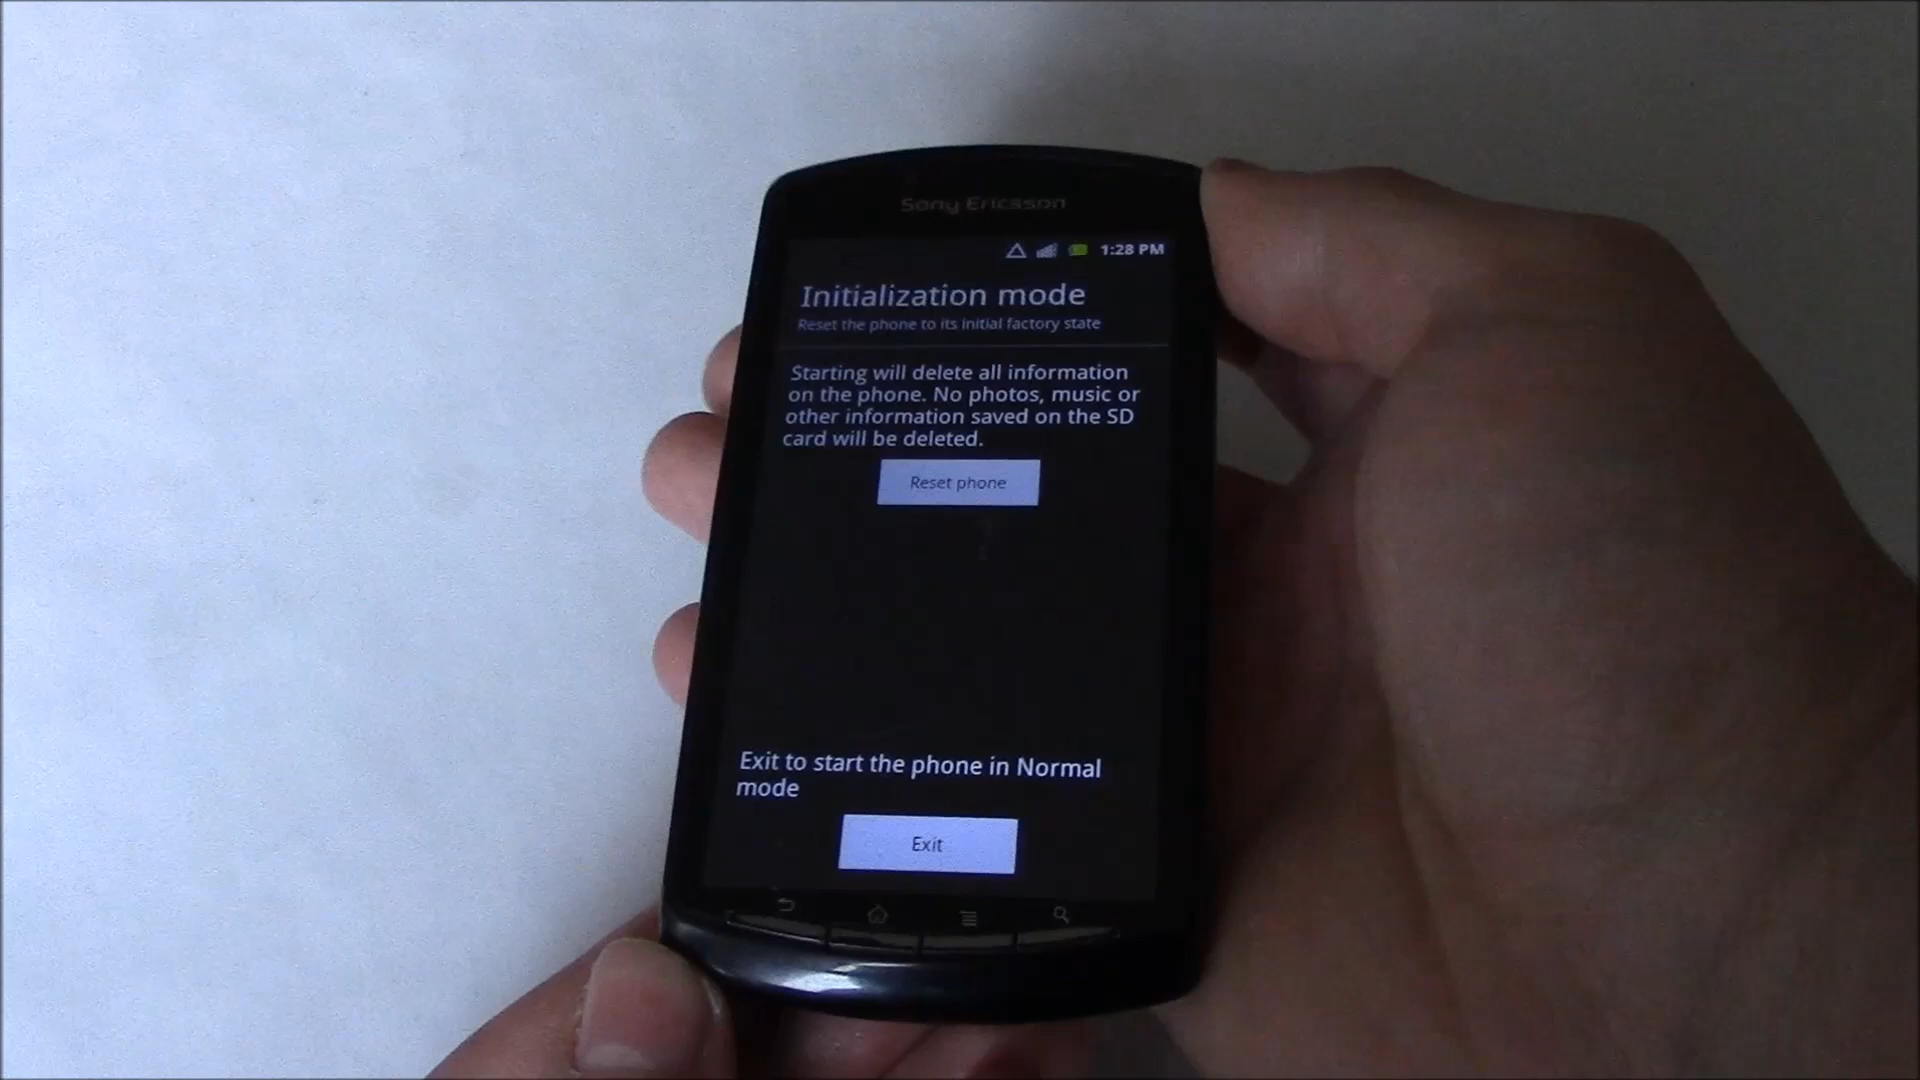 Sony Ericsson
1:28 PM
Initialization mode
Reset the phone to its initial factory state
Starting will delete all information
on the phone. No photos, music or
other information saved on the SD
card will be deleted.
Reset phone
Exit to start the phone in Normal
mode
Exit